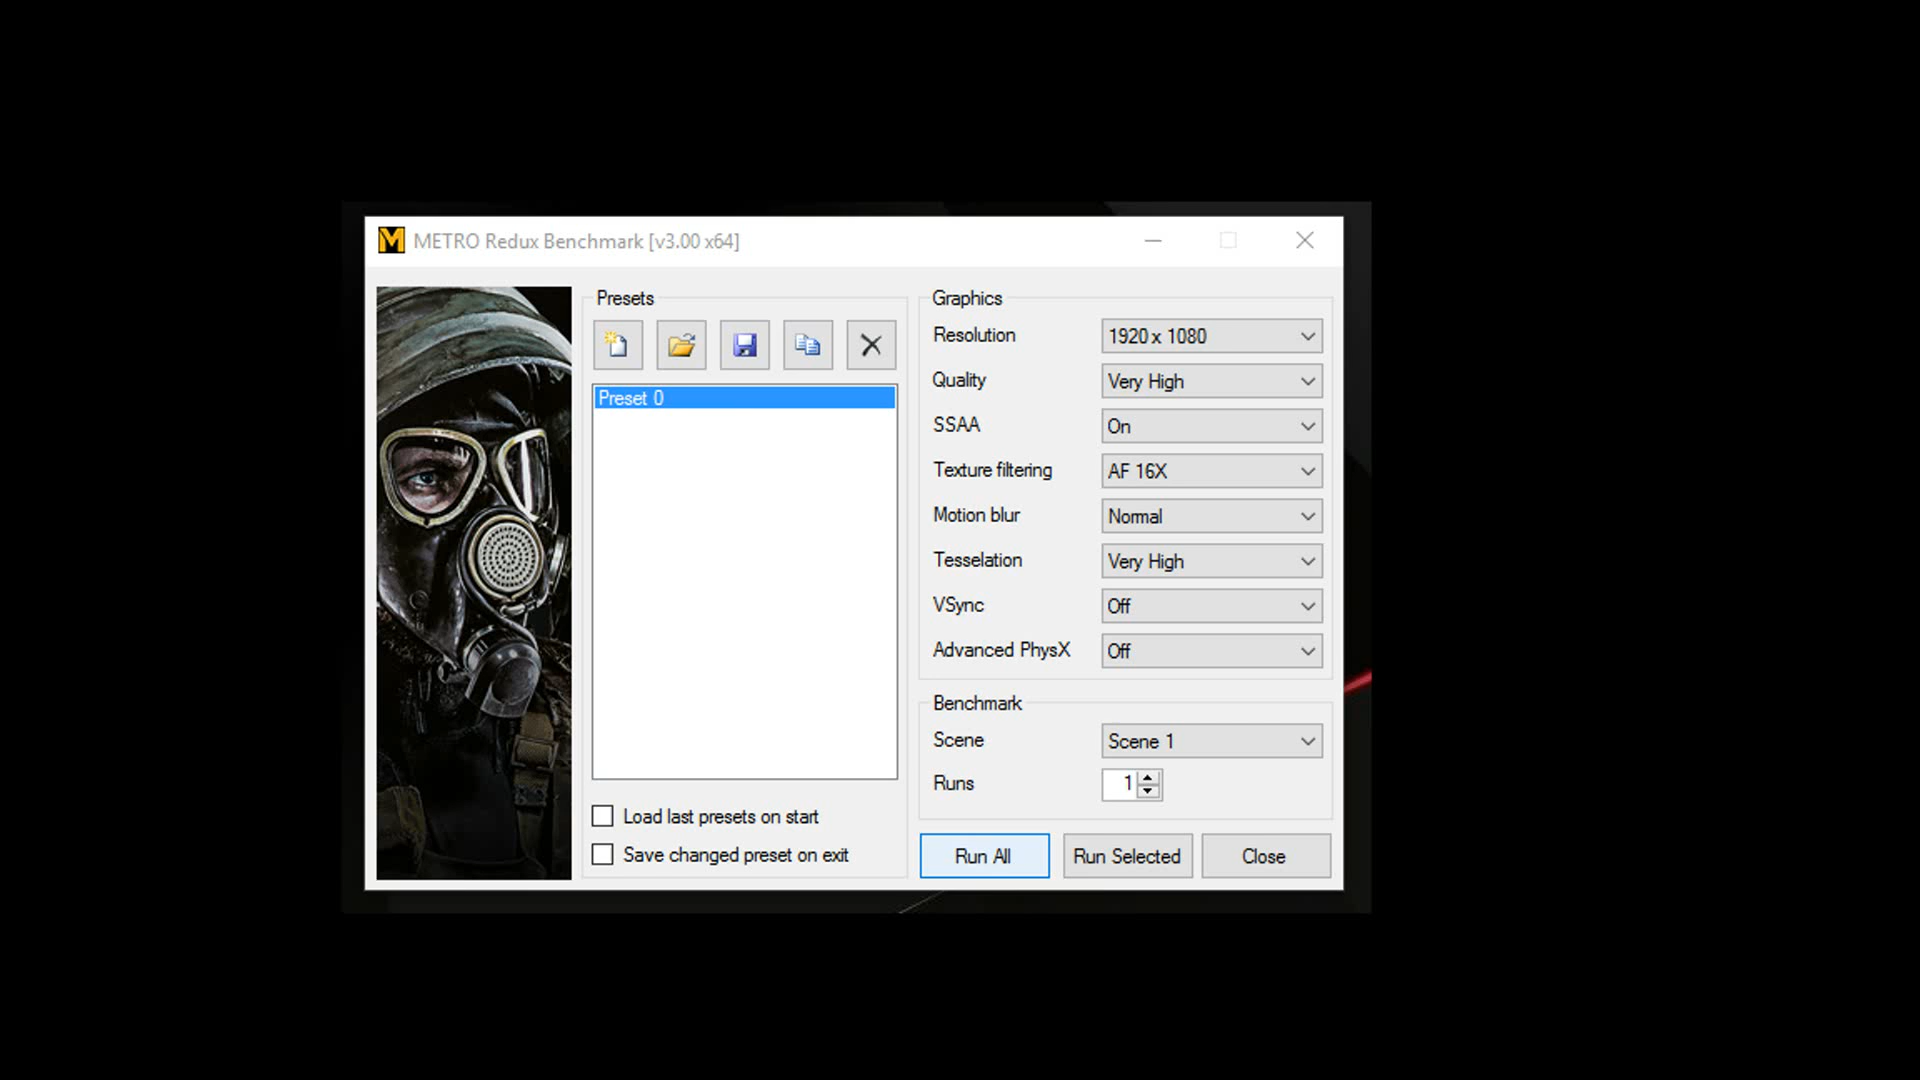 METRO Redux Benchmark [v3.00 x64]
Presets
Preset 0
Load last presets on start
Save changed preset on exit
Graphics
Resolution 1920 x 1080
Quality Very High
SSAA On
Texture filtering AF 16X
Motion blur Normal
Tesselation Very High
VSync Off
Advanced PhysX Off
Benchmark
Scene Scene 1
Runs 1
Run All Run Selected Close